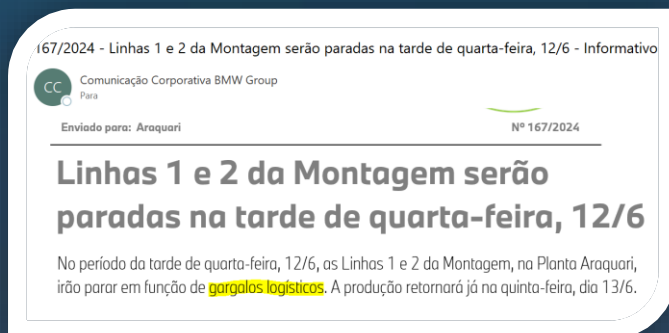 167/2024 - Linhas 1 e 2 da Montagem serão paradas na tarde de quarta-feira, 12/6 - Informativo
CC
Comunicação Corporativa BMW Group
Para
Enviado para: Araquari
Nº 167/2024
Linhas 1 e 2 da Montagem serão
paradas na tarde de quarta-feira, 12/6
No período da tarde de quarta-feira, 12/6, as Linhas 1 e 2 da Montagem, na Planta Araquari,
irão parar em função de gargalos logísticos. A produção retornará já na quinta-feira, dia 13/6.